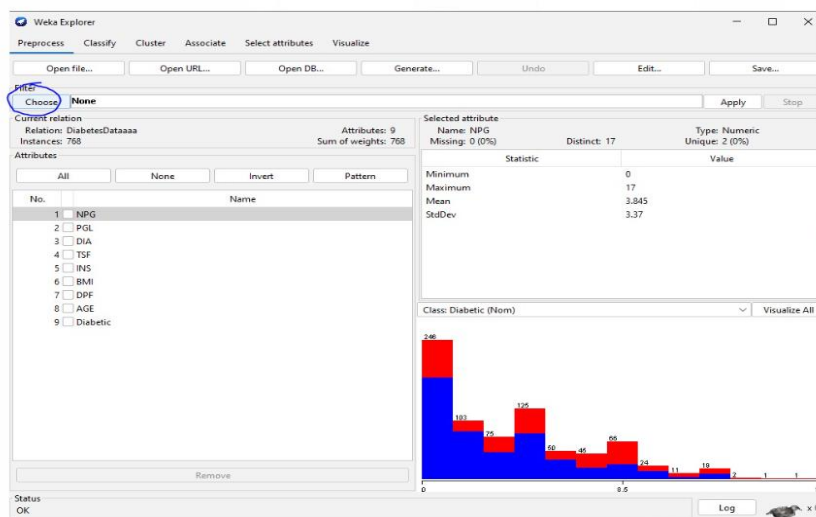 Weka Explorer
Preprocess Classify Cluster Associate Select attributes Visualize
Open file... Open URL... Open DB... Generate... Undo Edit... Save...
Filter
Choose None Apply Stop
Current relation
Relation: DiabetesDataaaa Attributes: 9
Instances: 768 Sum of weights: 768
Attributes
All None Invert Pattern
No. Name
1 NPG
2 PGL
3 DIA
4 TSF
5 INS
6 BMI
7 DPF
8 AGE
9 Diabetic
Remove
Selected attribute
Name: NPG Type: Numeric
Missing: 0 (0%) Distinct: 17 Unique: 2 (0%)
Statistic Value
Minimum 0
Maximum 17
Mean 3.845
StdDev 3.37
Class: Diabetic (Nom) Visualize All
246
103
75
125
50
45
66
24
11
19
2
1
1
0 8.5
Status
OK
Log x